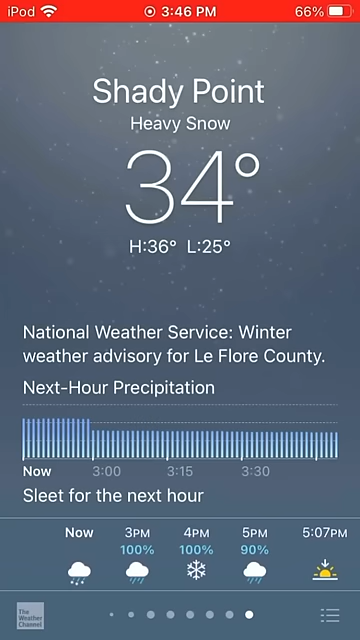 iPod 3:46 PM 66%
Shady Point
Heavy Snow
34°
H:36° L:25°
National Weather Service: Winter
weather advisory for Le Flore County.
Next-Hour Precipitation
Now 3:00 3:15 3:30
Sleet for the next hour
Now 3PM 4PM 5PM 5:07PM
100% 100% 90%
The
Weather
Channel